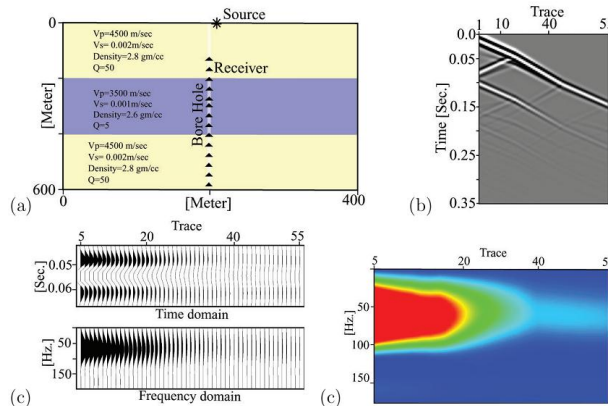 Source
0
Vp=4500 m/sec
Vs= 0.002m/sec
Density=2.8 gm/cc
Q=50
Receiver
[Meter]
Vp=3500 m/sec
Vs= 0.001m/sec
Density=2.6 gm/cc
Q=5
Bore Hole
Vp=4500 m/sec
Vs= 0.002m/sec
Density=2.8 gm/cc
Q=50
600
(a)
0
[Meter]
400
Trace
1 10 40 5
0.0
0.05
Time [Sec.]
0.15
0.25
0.35
(b)
Trace
5 20 40 55
[Sec.]
0.05
0.06
Time domain
[Hz.]
50
150
(c)
Frequency domain
Trace
5 20 40 5
[Hz.]
50
100
150
(c)